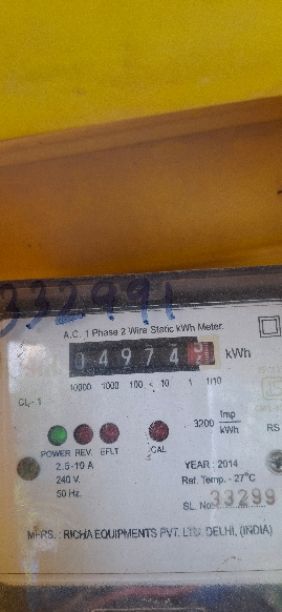 332991
A.C. 1 Phase 2 Wire Static kWh Meter.
04974
kWh
10000 1000 100 10 1 1/10
CL-1
3200 Imp/kWh
RS
POWER REV. EFLT CAL
2.5-10 A
YEAR : 2014
240 V.
Ref. Temp. - 27°C
50 Hz.
SL. No. 33299
MFRS. : RICHA EQUIPMENTS PVT. LTD. DELHI, (INDIA)